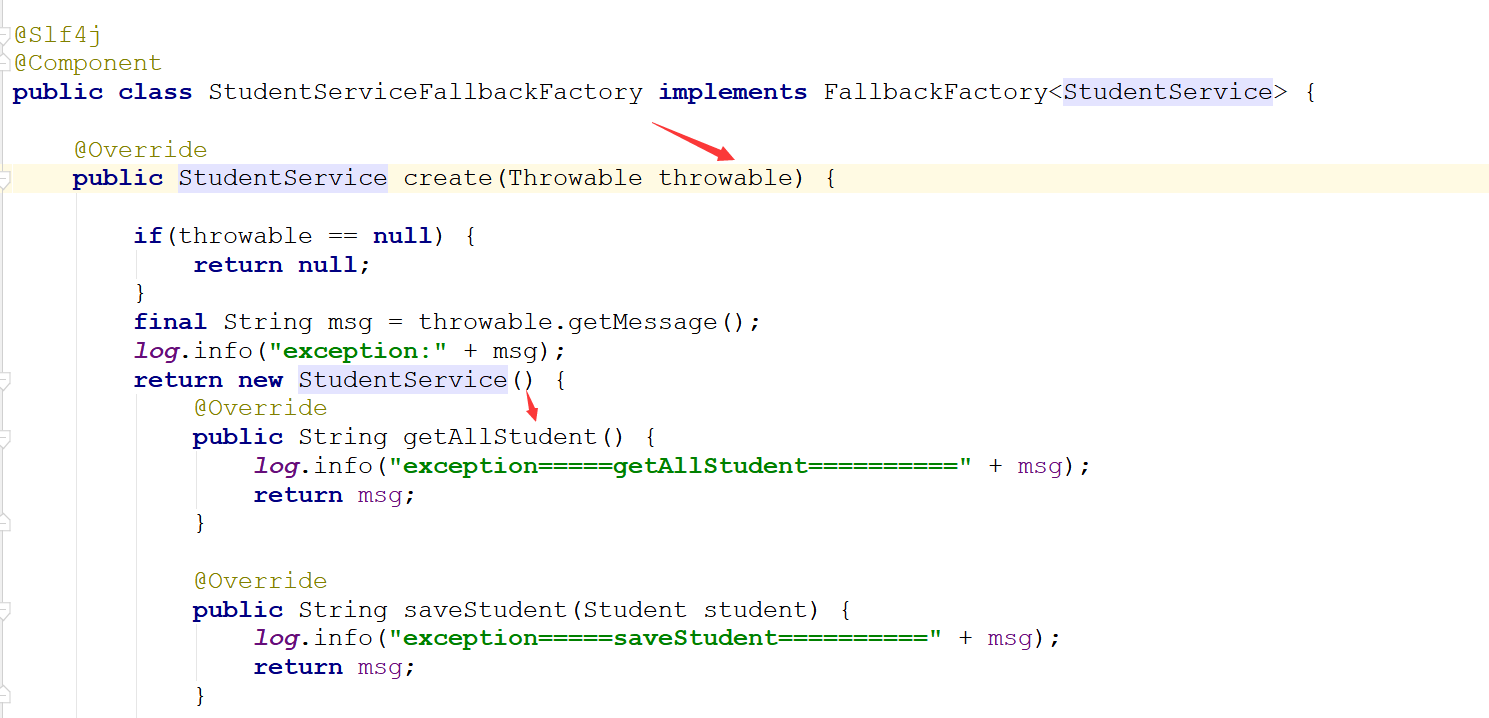 @Slf4j
@Component
public class StudentServiceFallbackFactory implements FallbackFactory<StudentService> {
@Override
public StudentService create(Throwable throwable) {
if(throwable == null) {
return null;
}
final String msg = throwable.getMessage();
log.info("exception:" + msg);
return new StudentService() {
@Override
public String getAllStudent() {
log.info("exception=====getAllStudent==========" + msg);
return msg;
}
@Override
public String saveStudent(Student student) {
log.info("exception=====saveStudent==========" + msg);
return msg;
}